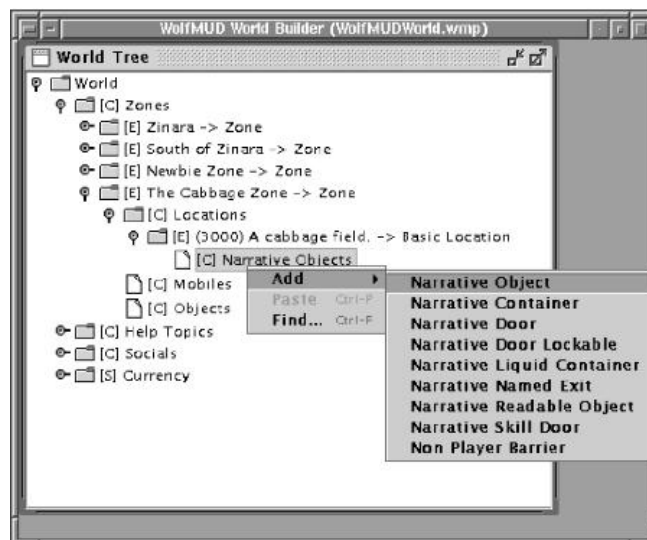 WolfMUD World Builder (WolfMUDWorld.wmp)
World Tree
World
[C] Zones
[E] Zinara -> Zone
[E] South of Zinara -> Zone
[E] Newbie Zone -> Zone
[E] The Cabbage Zone -> Zone
[C] Locations
[E] (3000) A cabbage field. -> Basic Location
[C] Narrative Objects
[C] Mobiles
[C] Objects
[C] Help Topics
[C] Socials
[S] Currency
Add
Paste Ctrl-P
Find... Ctrl-F
Narrative Object
Narrative Container
Narrative Door
Narrative Door Lockable
Narrative Liquid Container
Narrative Named Exit
Narrative Readable Object
Narrative Skill Door
Non Player Barrier